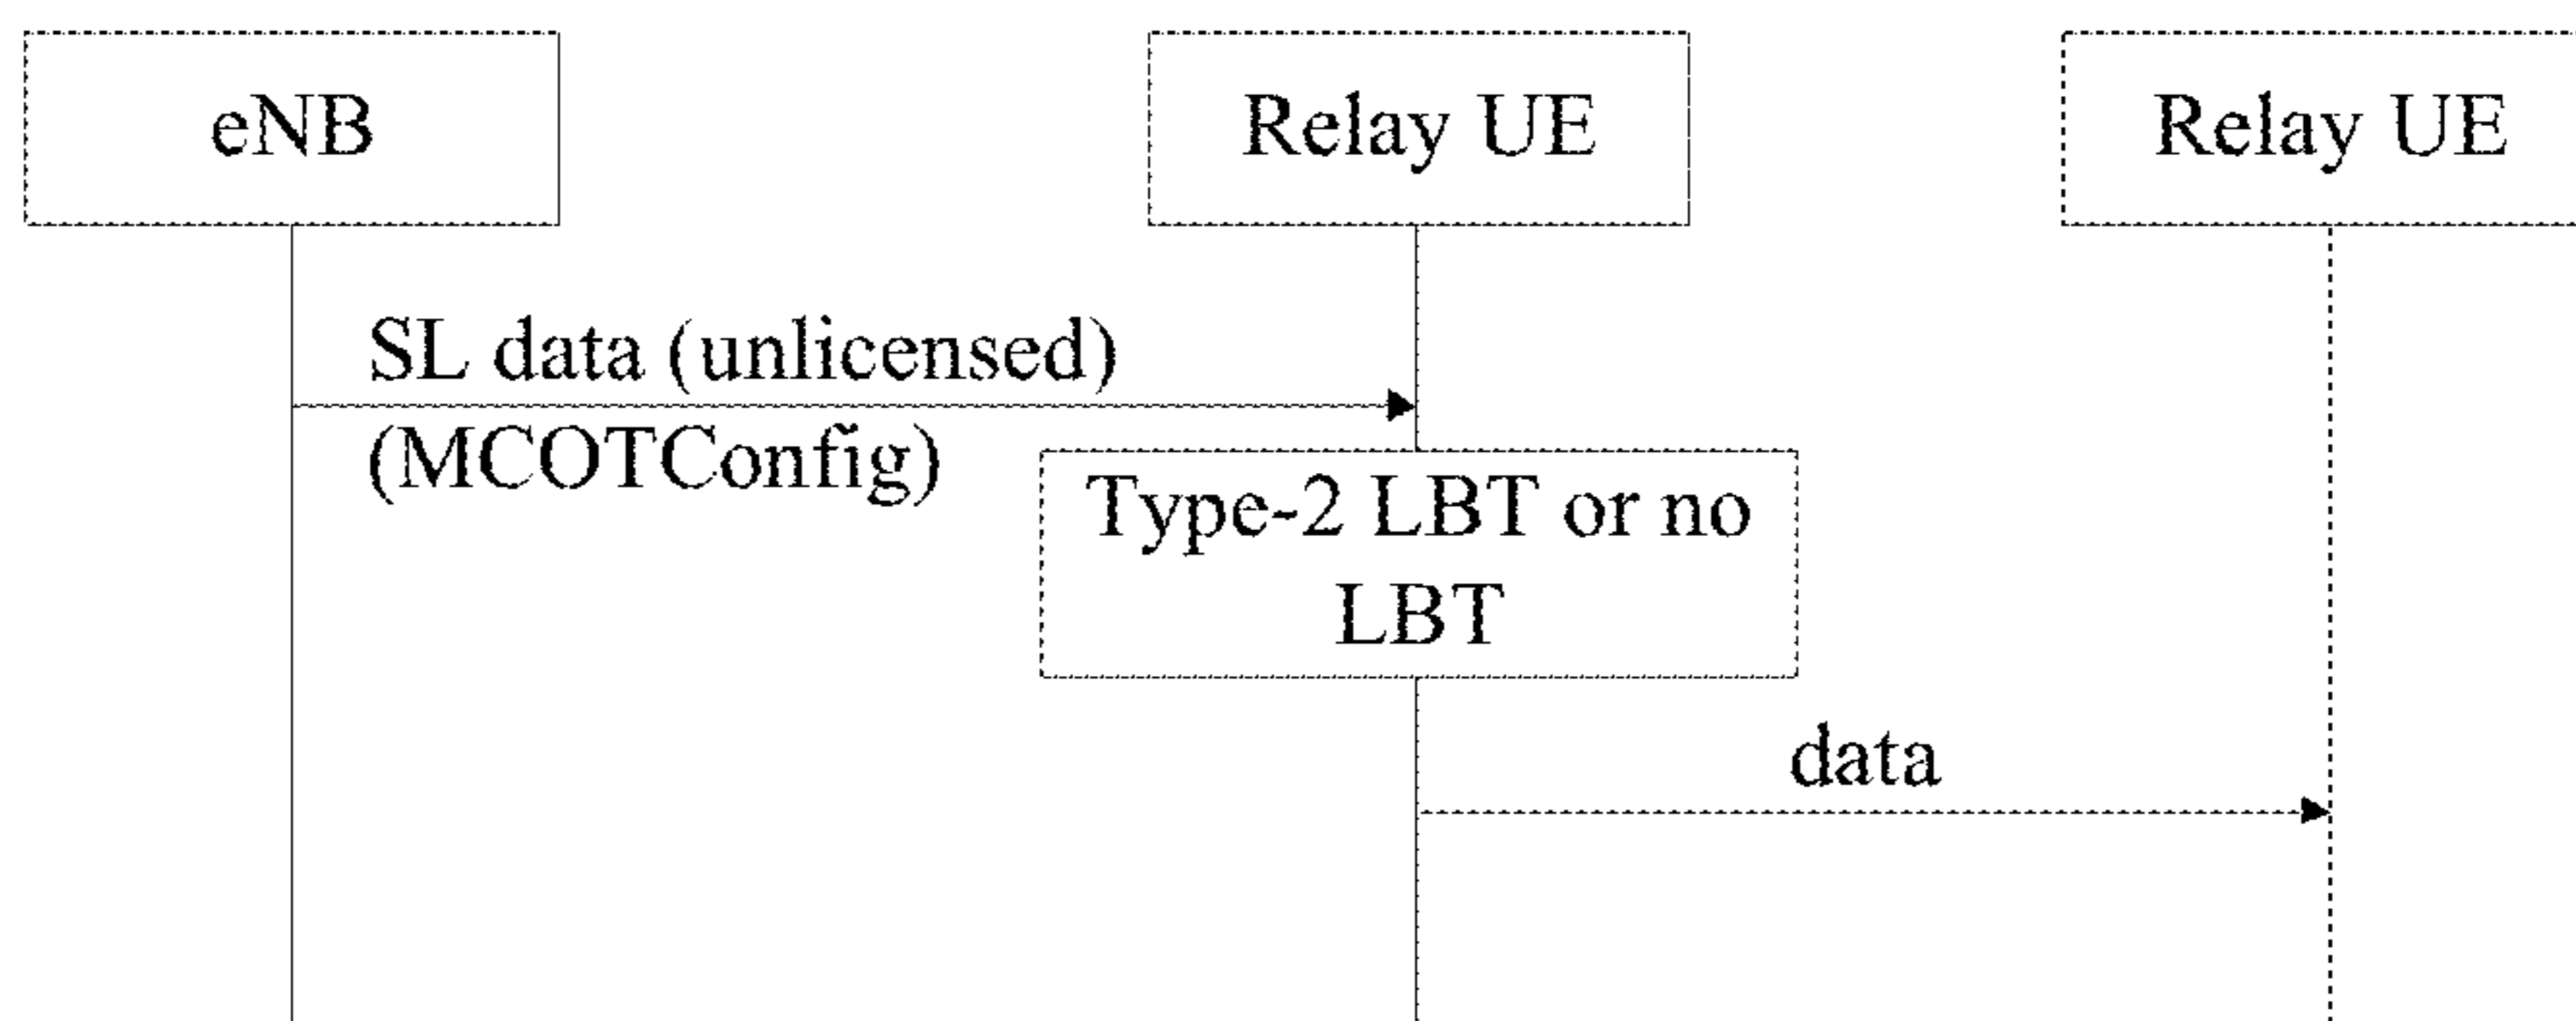 eNB
Relay UE
Relay UE
SL data (unlicensed)
(MCOTConfig)
Type-2 LBT or no
LBT
data